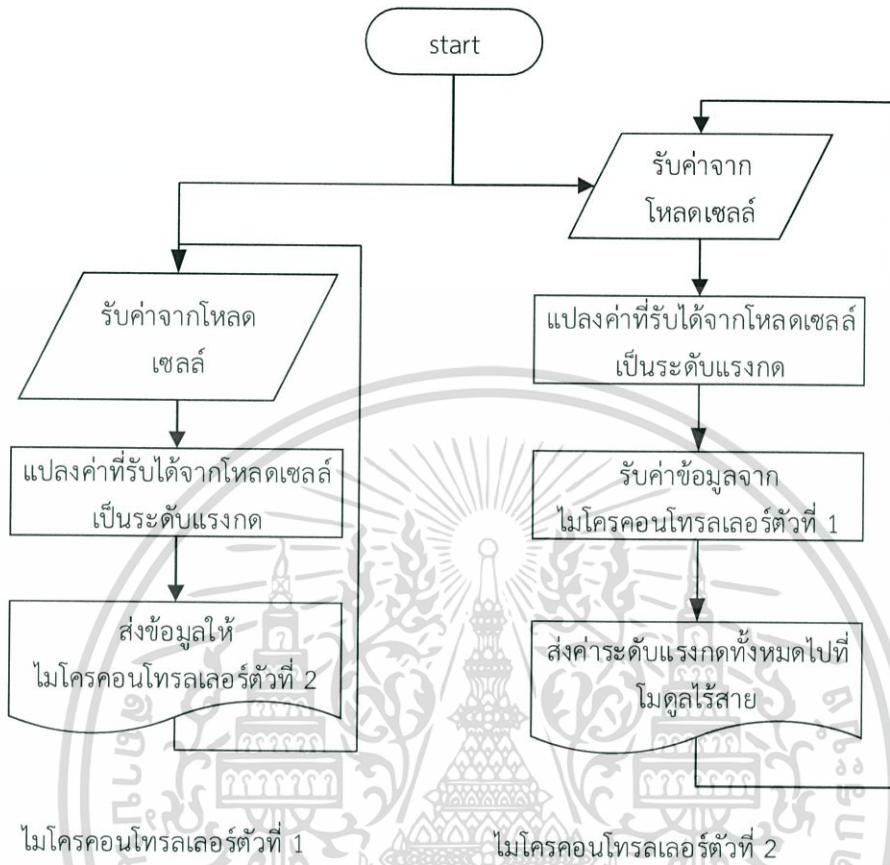 start
รับค่าจาก
โหลดเซลล์
รับค่าจากโหลด
เซลล์
แปลงค่าที่รับได้จากโหลดเซลล์
เป็นระดับแรงกด
ส่งข้อมูลให้
ไมโครคอนโทรลเลอร์ตัวที่ 2
แปลงค่าที่รับได้จากโหลดเซลล์
เป็นระดับแรงกด
รับค่าข้อมูลจาก
ไมโครคอนโทรลเลอร์ตัวที่ 1
ส่งค่าระดับแรงกดทั้งหมดไปที่
โมดูลไร้สาย
ไมโครคอนโทรลเลอร์ตัวที่ 1
ไมโครคอนโทรลเลอร์ตัวที่ 2